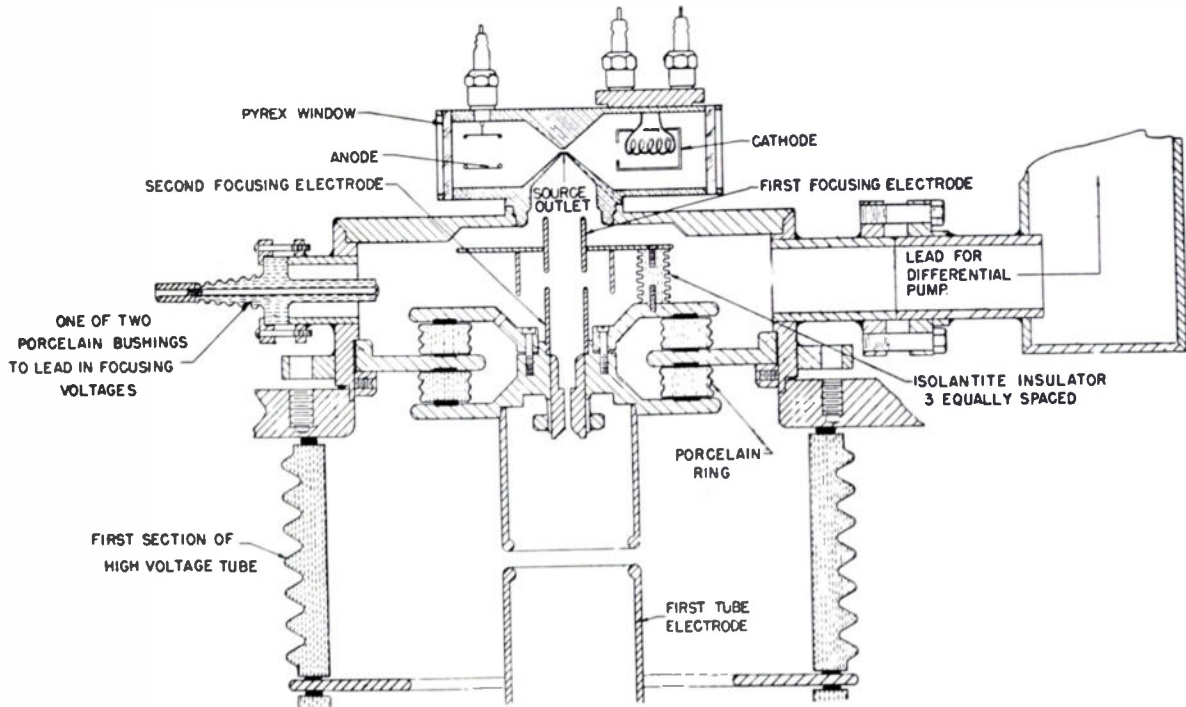 PYREX WINDOW
ANODE
SECOND FOCUSING ELECTRODE
SOURCE
OUTLET
CATHODE
FIRST FOCUSING ELECTRODE
LEAD FOR
DIFFERENTIAL
PUMP.
ONE OF TWO
PORCELAIN BUSHINGS
TO LEAD IN FOCUSING
VOLTAGES
ISOLANTITE INSULATOR
3 EQUALLY SPACED
PORCELAIN
RING
FIRST SECTION OF
HIGH VOLTAGE TUBE
FIRST TUBE
ELECTRODE